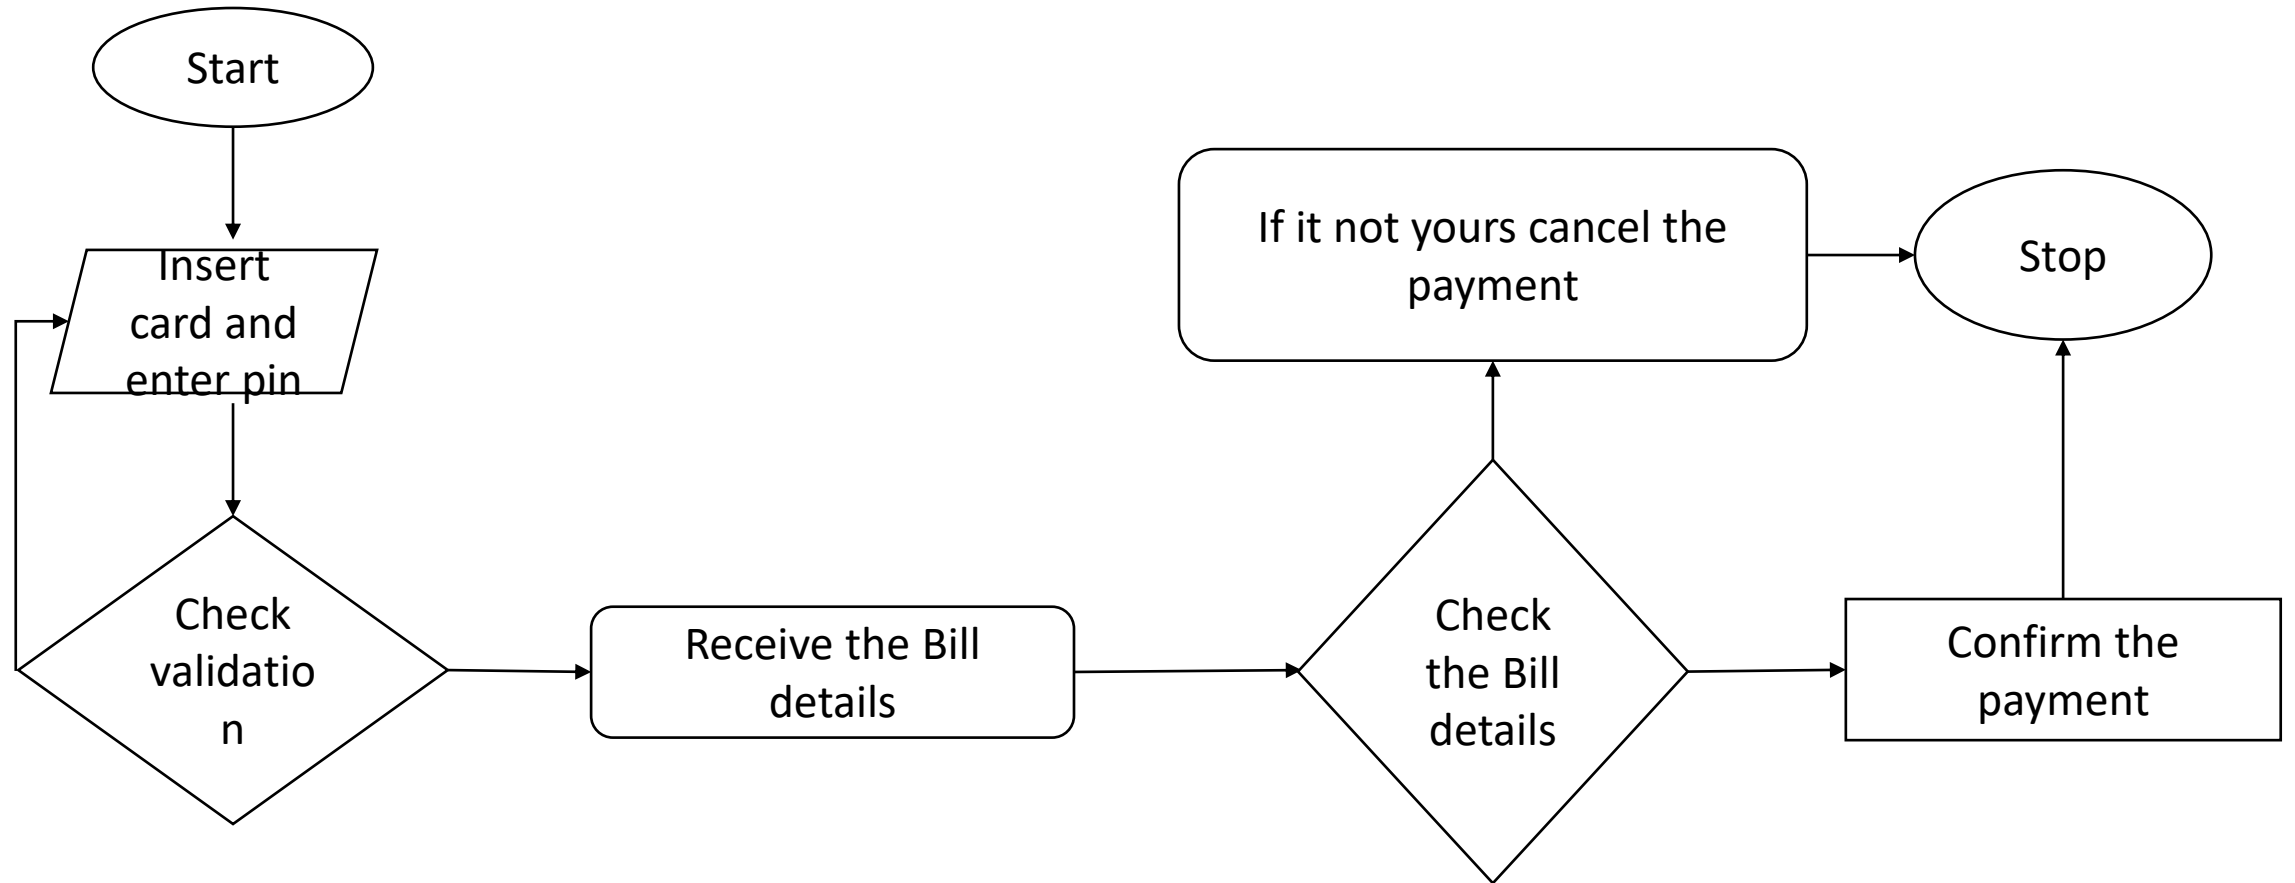 Start
Insert
card and
enter pin
Check
validatio
n
Receive the Bill
details
Check
the Bill
details
If it not yours cancel the
payment
Confirm the
payment
Stop